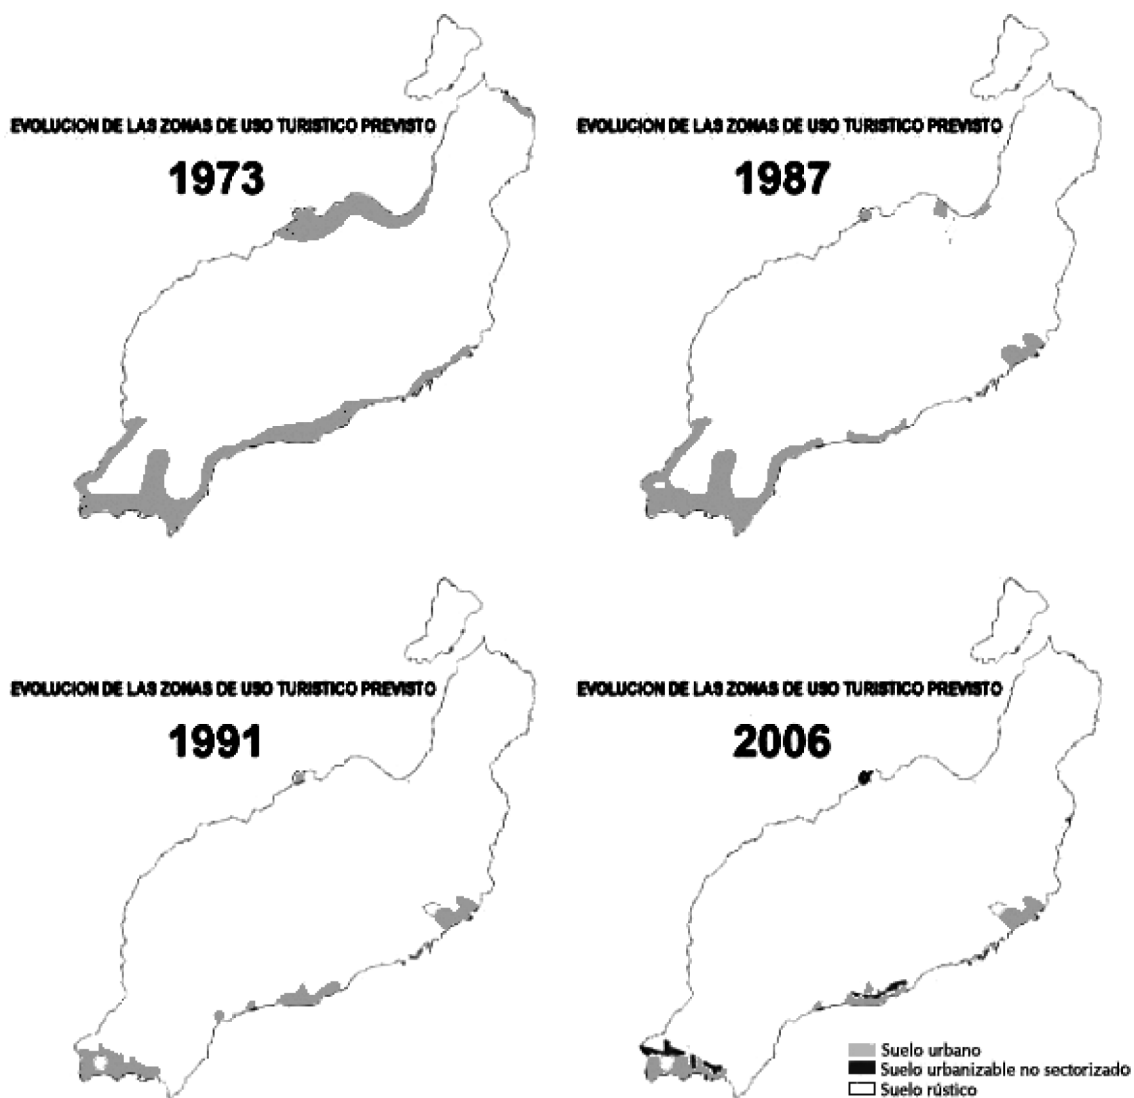 EVOLUCION DE LAS ZONAS DE USO TURISTICO PREVISTO
1973
EVOLUCION DE LAS ZONAS DE USO TURISTICO PREVISTO
1987
EVOLUCION DE LAS ZONAS DE USO TURISTICO PREVISTO
1991
EVOLUCION DE LAS ZONAS DE USO TURISTICO PREVISTO
2006
Suelo urbano
Suelo urbanizable no sectorizado
Suelo rústico